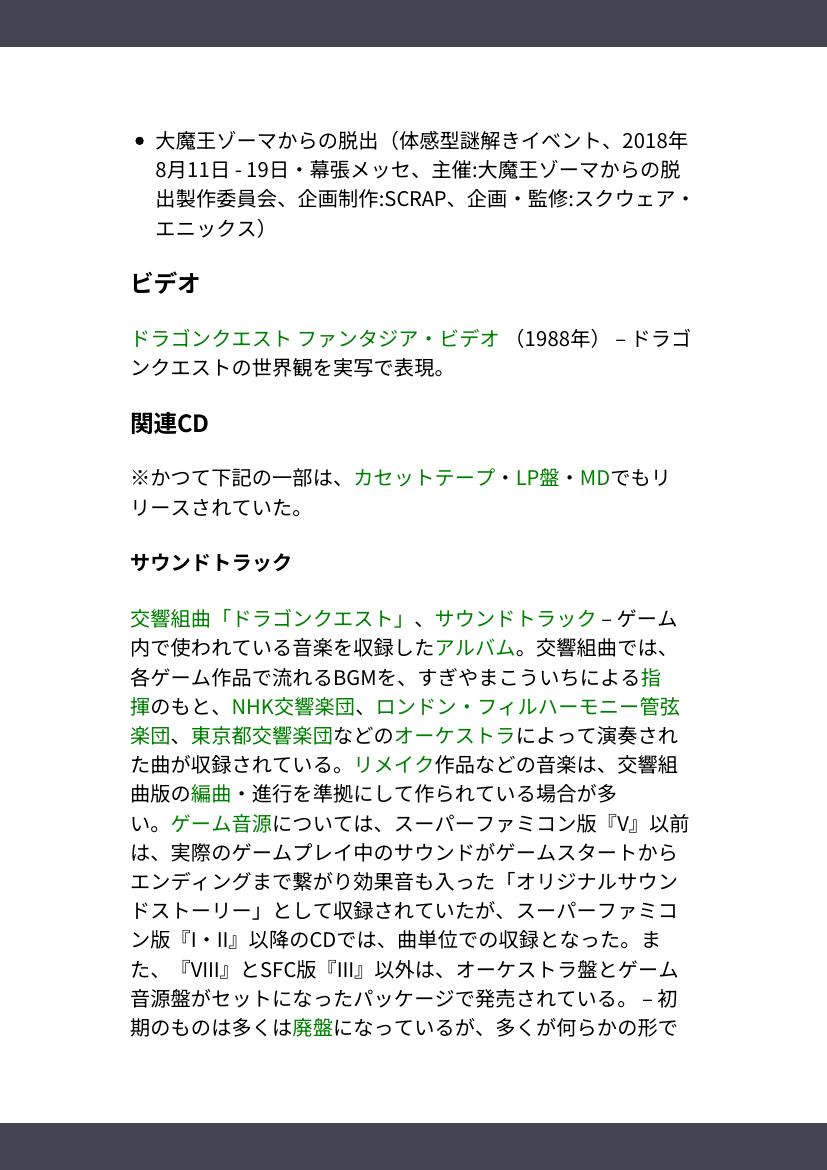 • 大魔王ゾーマからの脱出（体感型謎解きイベント、2018年
8月11日 - 19日・幕張メッセ、主催:大魔王ゾーマからの脱
出製作委員会、企画制作:SCRAP、企画・監修:スクウェア・
エニックス）
ビデオ
ドラゴンクエスト ファンタジア・ビデオ （1988年） – ドラゴ
ンクエストの世界観を実写で表現。
関連CD
※かつて下記の一部は、カセットテープ・LP盤・MDでもリ
リースされていた。
サウンドトラック
交響組曲「ドラゴンクエスト」、サウンドトラック – ゲーム
内で使われている音楽を収録したアルバム。交響組曲では、
各ゲーム作品で流れるBGMを、すぎやまこういちによる指
揮のもと、NHK交響楽団、ロンドン・フィルハーモニー管弦
楽団、東京都交響楽団などのオーケストラによって演奏され
た曲が収録されている。リメイク作品などの音楽は、交響組
曲版の編曲・進行を準拠にして作られている場合が多
い。ゲーム音源については、スーパーファミコン版『V』以前
は、実際のゲームプレイ中のサウンドがゲームスタートから
エンディングまで繋がり効果音も入った「オリジナルサウン
ドストーリー」として収録されていたが、スーパーファミコ
ン版『I・II』以降のCDでは、曲単位での収録となった。ま
た、『VIII』とSFC版『III』以外は、オーケストラ盤とゲーム
音源盤がセットになったパッケージで発売されている。 – 初
期のものは多くは廃盤になっているが、多くが何らかの形で